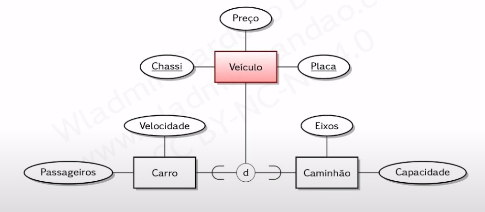 Preço
Chassi
Veículo
Placa
Velocidade
Eixos
Passageiros
Carro
d
Caminhão
Capacidade